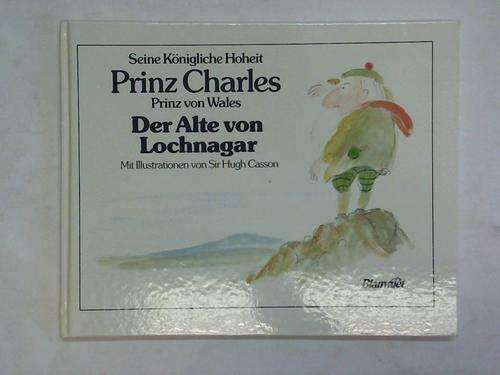 Seine Königliche Hoheit
Prinz Charles
Prinz von Wales
Der Alte von
Lochnagar
Mit Illustrationen von Sir Hugh Casson
Blanvalet